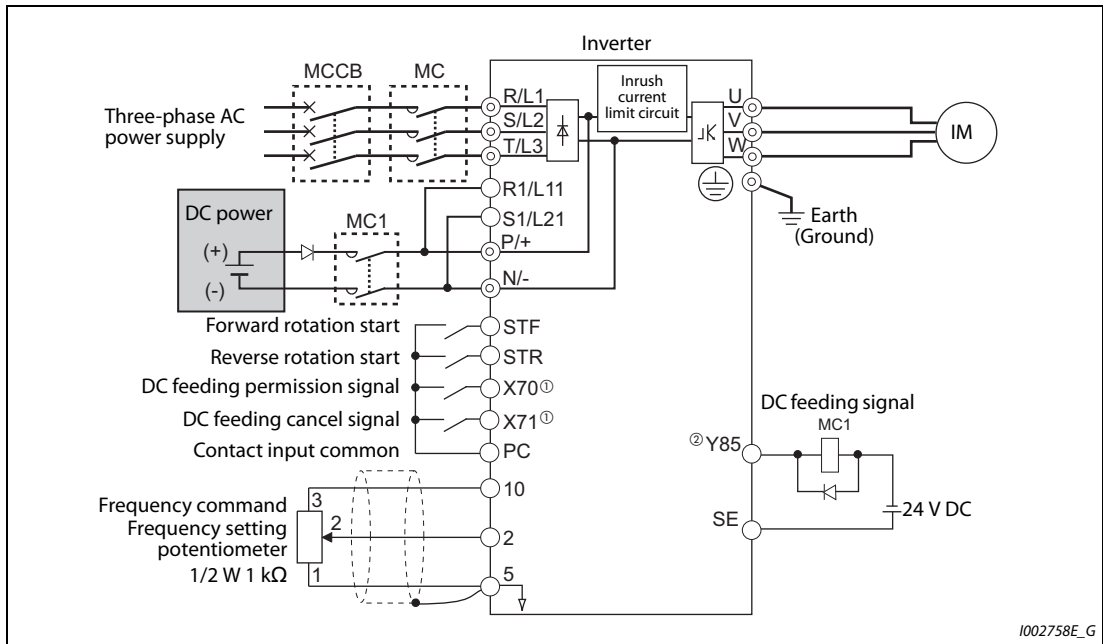 Inverter
MCCB
MC
Inrush
current
limit circuit
Three-phase AC
power supply
R/L1
S/L2
T/L3
U
V
W
IM
R1/L11
S1/L21
Earth
(Ground)
DC power
(+)
(-)
MC1
P/+
N/-
Forward rotation start
STF
Reverse rotation start
STR
DC feeding permission signal
X70①
DC feeding cancel signal
X71①
Contact input common
PC
DC feeding signal
MC1
②Y85
24 V DC
SE
Frequency command
Frequency setting
potentiometer
1/2 W 1 kΩ
3
2
1
10
2
5
I002758E_G